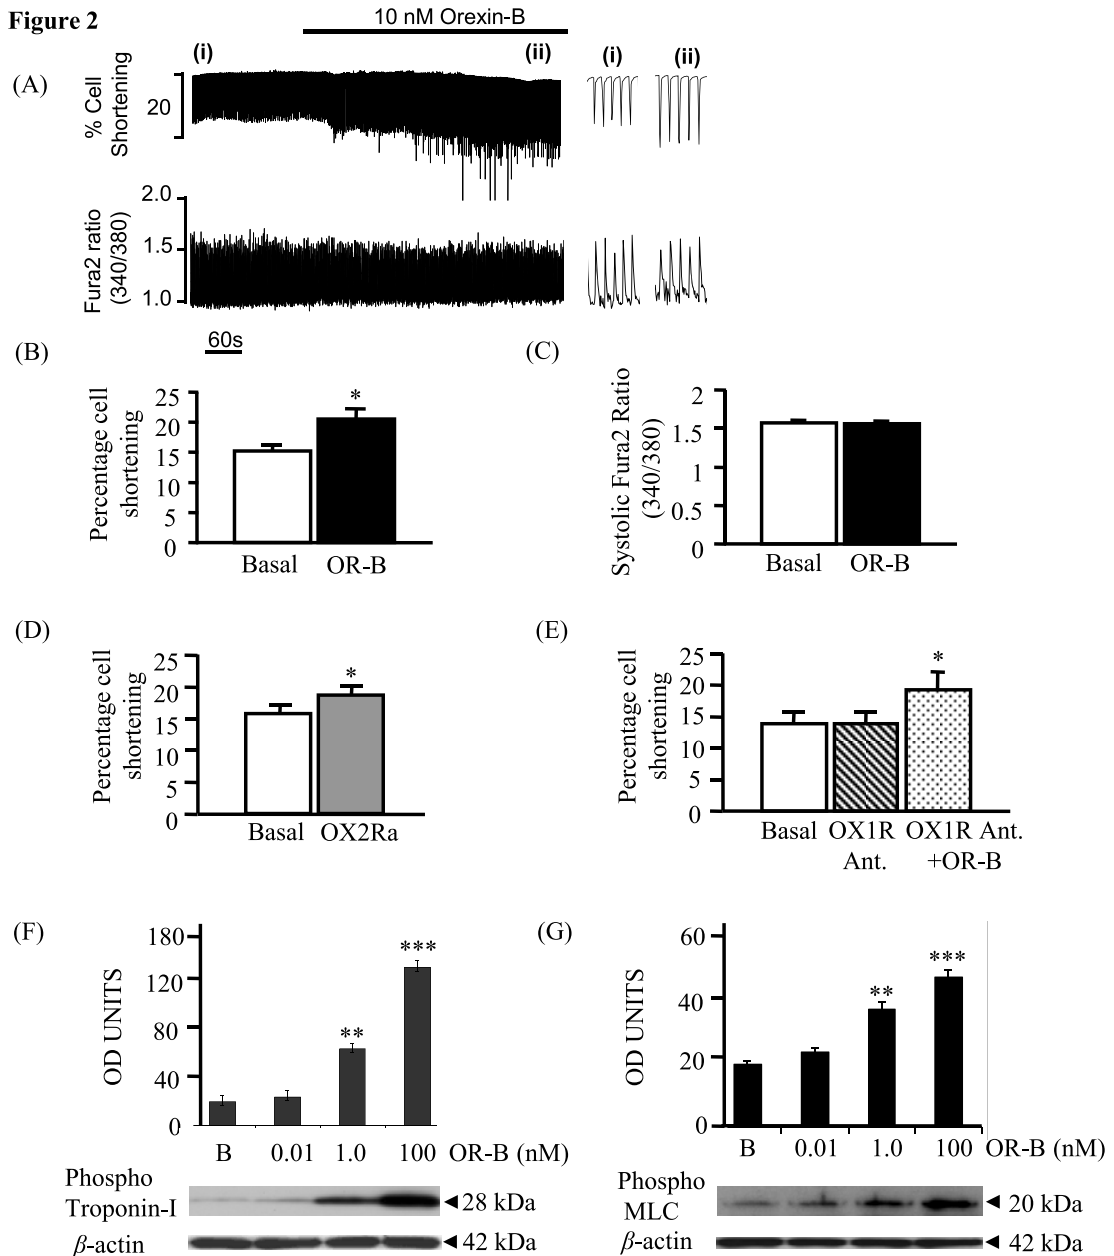 Figure 2
10 nM Orexin-B
(i)
(ii)
(i)
(ii)
(A)
% Cell
Shortening
20
Fura2 ratio
(340/380)
2.0
1.5
1.0
60s
(B)
Percentage cell
shortening
25
20
15
10
5
0
*
Basal
OR-B
(C)
Systolic Fura2 Ratio
(340/380)
2
1.5
1
0.5
0
Basal
OR-B
(D)
Percentage cell
shortening
25
20
15
10
15
0
*
Basal
OX2Ra
(E)
Percentage cell
shortening
25
20
15
10
5
0
*
Basal
OX1R
Ant.
OX1R Ant.
+OR-B
(F)
OD UNITS
180
120
80
40
0
**
***
B
0.01
1.0
100
OR-B (nM)
Phospho
Troponin-I
28 kDa
β-actin
42 kDa
(G)
OD UNITS
60
40
20
0
**
***
B
0.01
1.0
100
OR-B (nM)
Phospho
MLC
20 kDa
β-actin
42 kDa